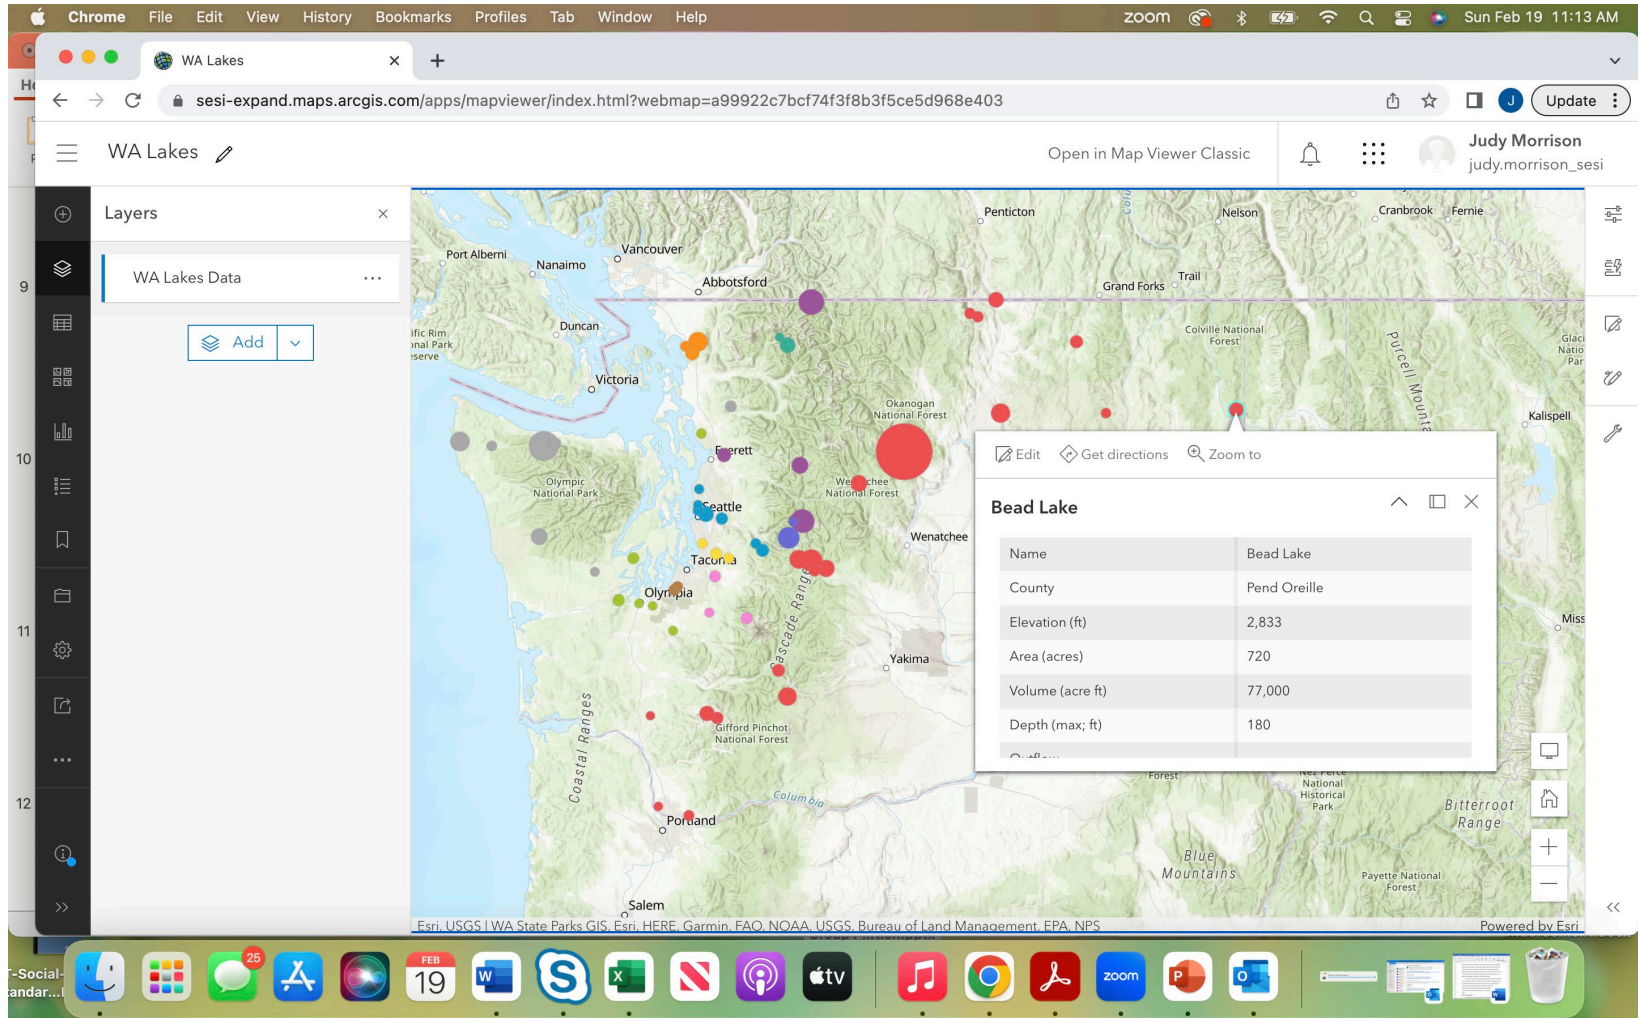 Chrome File Edit View History Bookmarks Profiles Tab Window Help zoom Sun Feb 19 11:13 AM
WA Lakes
sesi-expand.maps.arcgis.com/apps/mapviewer/index.html?webmap=a99922c7bcf74f3f8b3f5ce5d968e403
J
Update
WA Lakes
Open in Map Viewer Classic
Judy Morrison
judy.morrison_sesi
Layers
WA Lakes Data
Add
9
10
11
12
Penticton
Nelson
Cranbrook
Fernie
Port Alberni
Nanaimo
Vancouver
Abbotsford
Trail
Grand Forks
Duncan
Victoria
Colville National
Forest
Purcell
Okanogan
National Forest
Kalispell
Everett
Olympic
National Park
National Forest
Seattle
Wenatchee
Tacoma
Olympia
Cascade Range
Yakima
Coastal Ranges
Gifford Pinchot
National Forest
Columbia
Portland
Salem
Forest
National
Historical
Park
Bitterroot
Range
Blue
Mountains
Payette National
Forest
Edit Get directions Zoom to
Bead Lake
Name Bead Lake
County Pend Oreille
Elevation (ft) 2,833
Area (acres) 720
Volume (acre ft) 77,000
Depth (max; ft) 180
Esri, USGS | WA State Parks GIS, Esri, HERE, Garmin, FAO, NOAA, USGS, Bureau of Land Management, EPA, NPS
Powered by Esri
T-Social-
andar...
25
FEB
19
W
S
X
tv
zoom
P
O